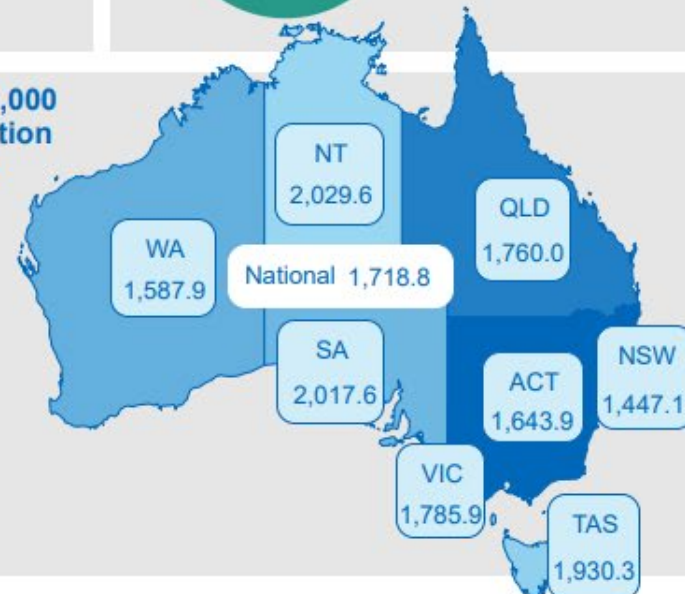 ,000
tion
NT
2,029.6
QLD
1,760.0
WA
1,587.9
National 1,718.8
SA
2,017.6
ACT
1,643.9
NSW
1,447.1
VIC
1,785.9
TAS
1,930.3